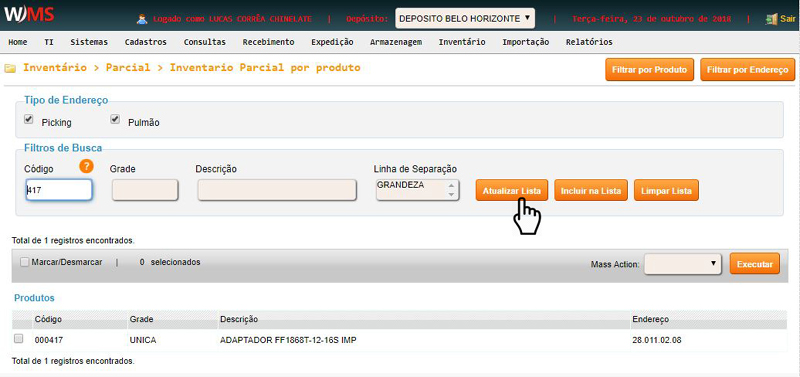 WMS
Logado como LUCAS CORRÊA CHINELATE | Depósito: DEPOSITO BELO HORIZONTE | Terça-feira, 23 de outubro de 2018 | Sair
Home TI Sistemas Cadastros Consultas Recebimento Expedição Armazenagem Inventário Importação Relatórios
Inventário > Parcial > Inventario Parcial por produto Filtrar por Produto Filtrar por Endereço
Tipo de Endereço
Picking Pulmão
Filtros de Busca
Código ? Grade Descrição Linha de Separação
417 GRANDEZA Atualizar Lista Incluir na Lista Limpar Lista
Total de 1 registros encontrados.
Marcar/Desmarcar | 0 selecionados Mass Action: Executar
Produtos
Código Grade Descrição Endereço
000417 UNICA ADAPTADOR FF1868T-12-16S IMP 28.011.02.08
Total de 1 registros encontrados.